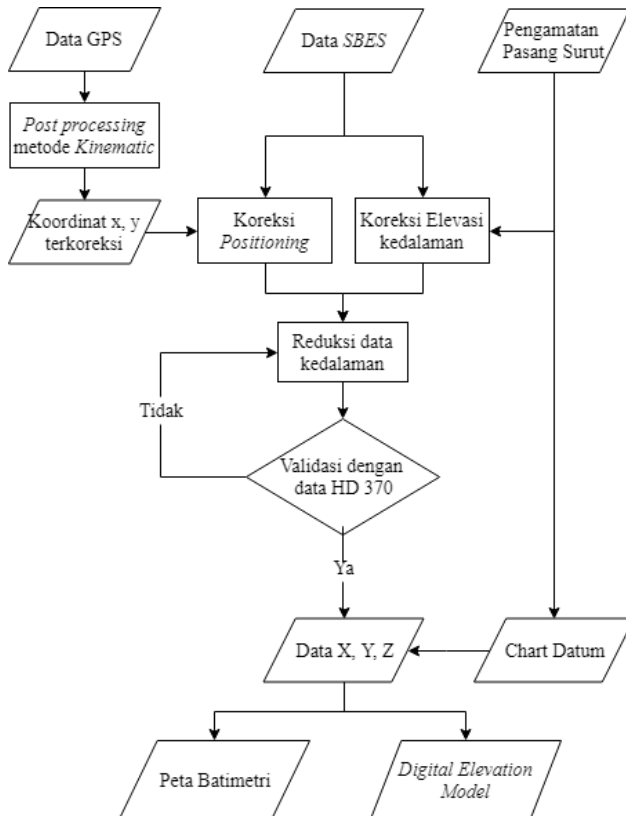 Data GPS
Data SBES
Pengamatan
Pasang Surut
Post processing
metode Kinematic
Koordinat x, y
terkoreksi
Koreksi
Positioning
Koreksi Elevasi
kedalaman
Reduksi data
kedalaman
Tidak
Validasi dengan
data HD 370
Ya
Data X, Y, Z
Chart Datum
Peta Batimetri
Digital Elevation
Model